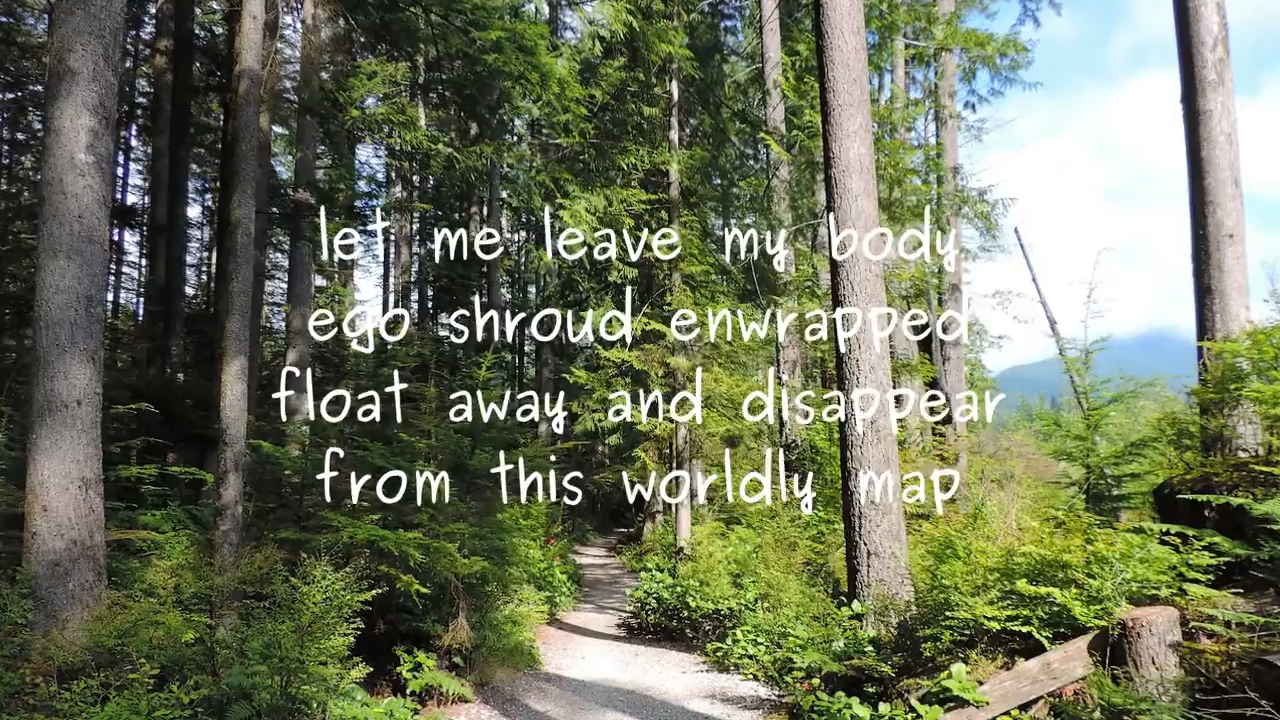 let me leave my body
ego shroud enwrapped
float away and disappear
from this worldly map